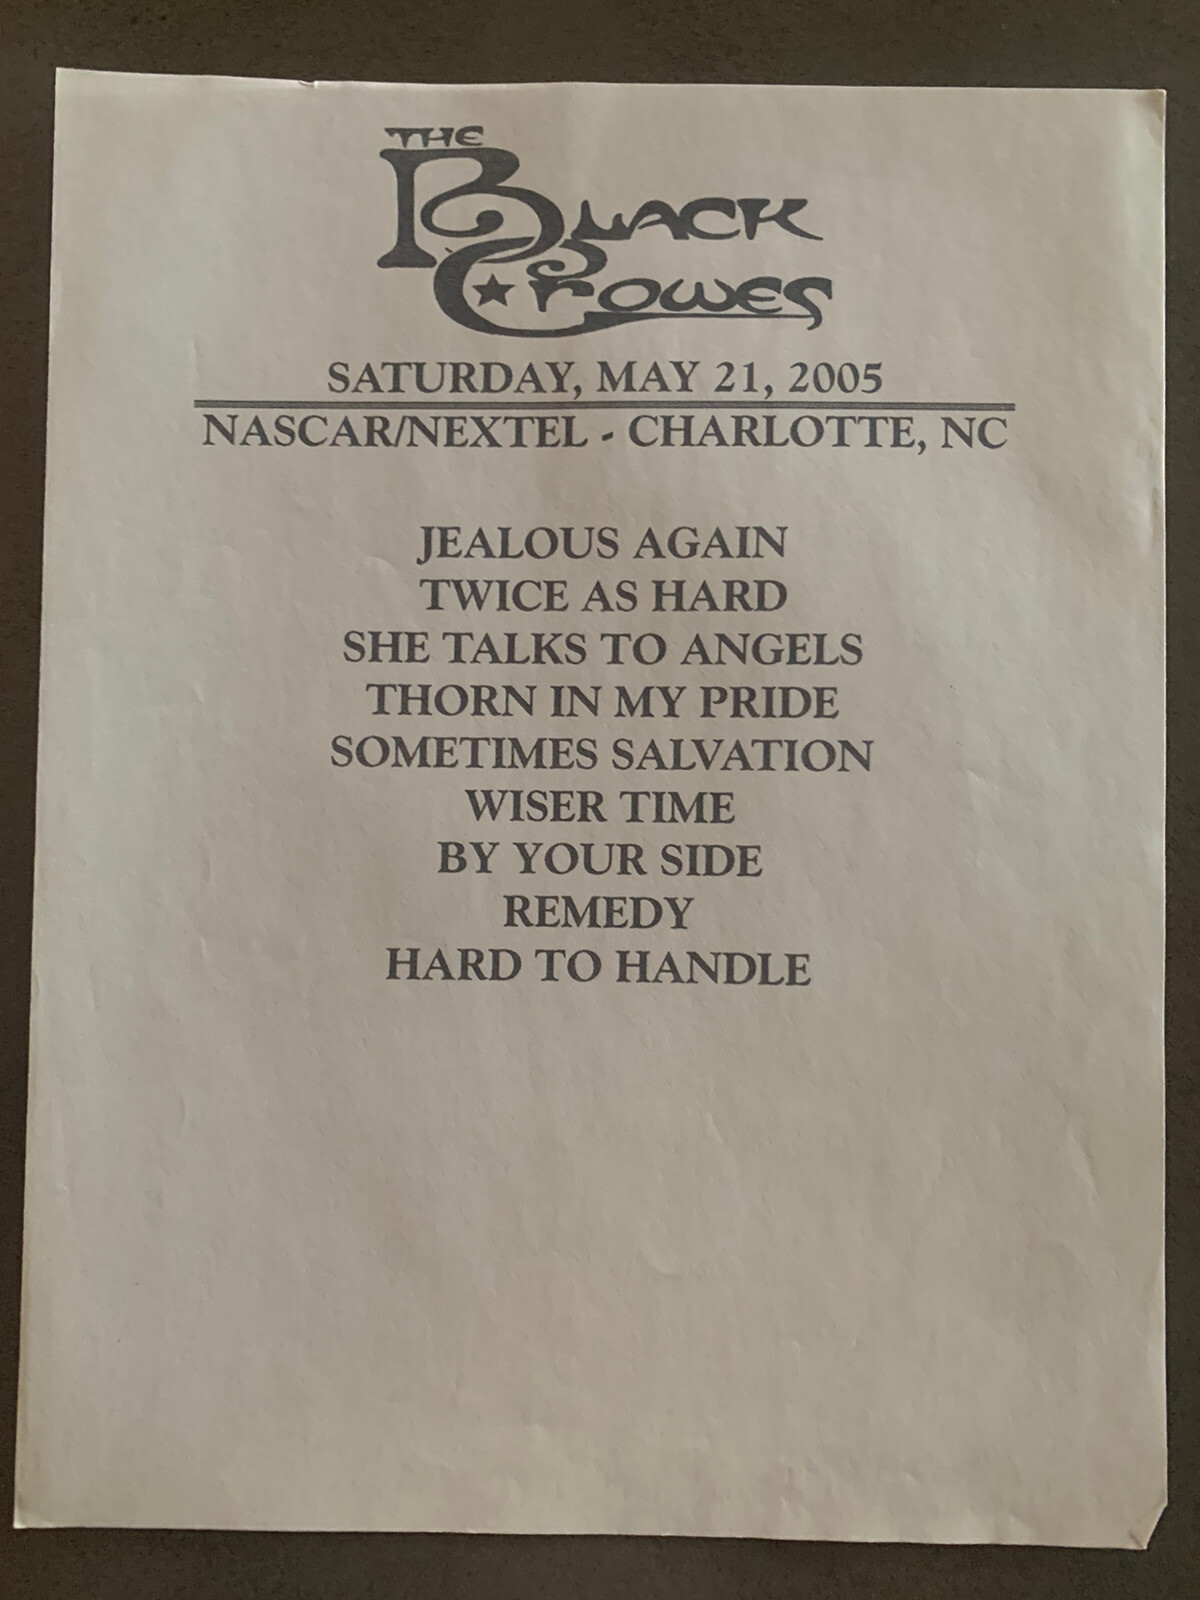 THE
BLACK
CROWES
SATURDAY, MAY 21, 2005
NASCAR/NEXTEL - CHARLOTTE, NC
JEALOUS AGAIN
TWICE AS HARD
SHE TALKS TO ANGELS
THORN IN MY PRIDE
SOMETIMES SALVATION
WISER TIME
BY YOUR SIDE
REMEDY
HARD TO HANDLE